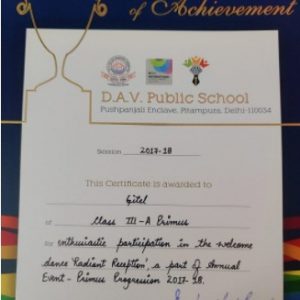 of Achievement
D.A.V. Public School
Pushpanjali Enclave, Pitampura, Delhi-110034
Session 2017-18
This Certificate is awarded to
Gitel
of Class III-A Primus
for enthuiastic participation in the welcome
dance 'Radiant Reception', a part of Annual
Event - Primus Progression 2017-18.